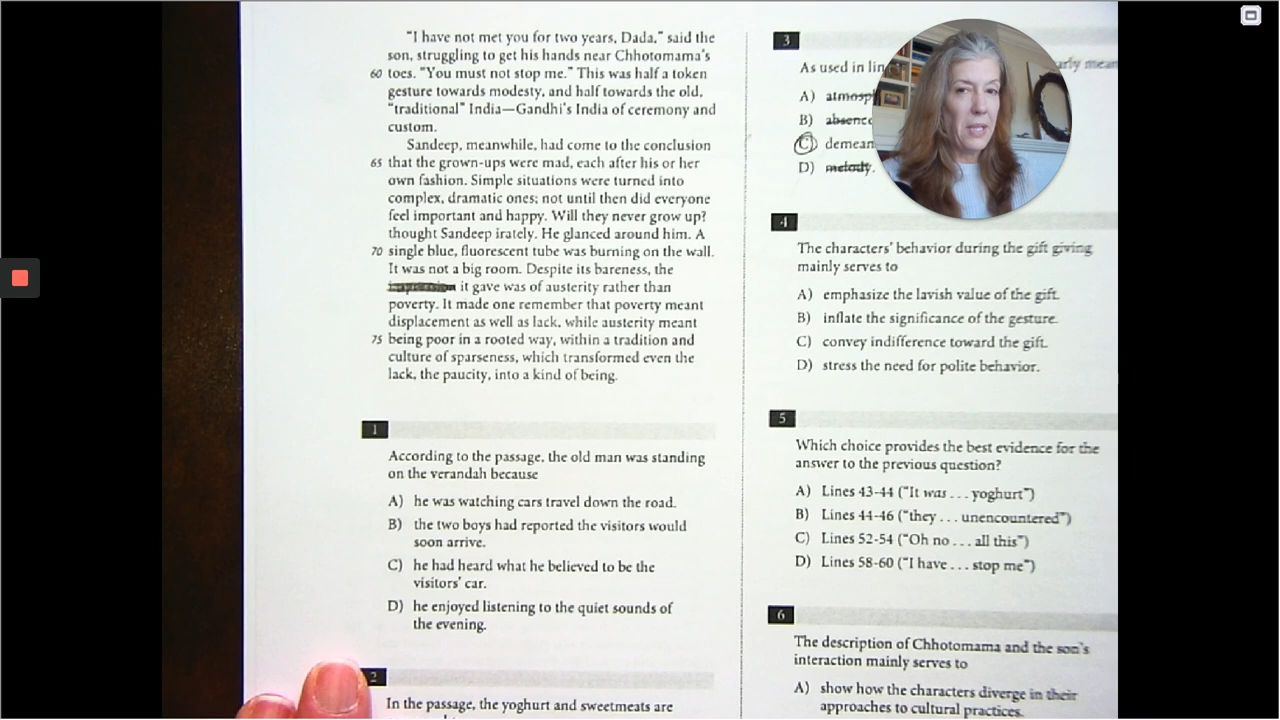 "I have not met you for two years, Dada," said the
son, struggling to get his hands near Chhotomama's
60 toes. "You must not stop me." This was half a token
gesture towards modesty, and half towards the old,
"traditional" India—Gandhi's India of ceremony and
custom.
Sandeep, meanwhile, had come to the conclusion
65 that the grown-ups were mad, each after his or her
own fashion. Simple situations were turned into
complex, dramatic ones; not until then did everyone
feel important and happy. Will they never grow up?
thought Sandeep irately. He glanced around him. A
70 single blue, fluorescent tube was burning on the wall.
It was not a big room. Despite its bareness, the
it gave was of austerity rather than
poverty. It made one remember that poverty meant
displacement as well as lack, while austerity meant
75 being poor in a rooted way, within a tradition and
culture of sparseness, which transformed even the
lack, the paucity, into a kind of being.
1
According to the passage, the old man was standing
on the verandah because
A) he was watching cars travel down the road.
B) the two boys had reported the visitors would
soon arrive.
C) he had heard what he believed to be the
visitors' car.
D) he enjoyed listening to the quiet sounds of
the evening.
2
In the passage, the yoghurt and sweetmeats are
3
As used in
A)
B)
C)
D) melody.
4
The characters' behavior during the gift giving
mainly serves to
A) emphasize the lavish value of the gift.
B) inflate the significance of the gesture.
C) convey indifference toward the gift.
D) stress the need for polite behavior.
5
Which choice provides the best evidence for the
answer to the previous question?
A) Lines 43-44 ("It was . . . yoghurt")
B) Lines 44-46 ("they . . . unencountered")
C) Lines 52-54 ("Oh no . . . all this")
D) Lines 58-60 ("I have . . . stop me")
6
The description of Chhotomama and the son's
interaction mainly serves to
A) show how the characters diverge in their
approaches to cultural practices.